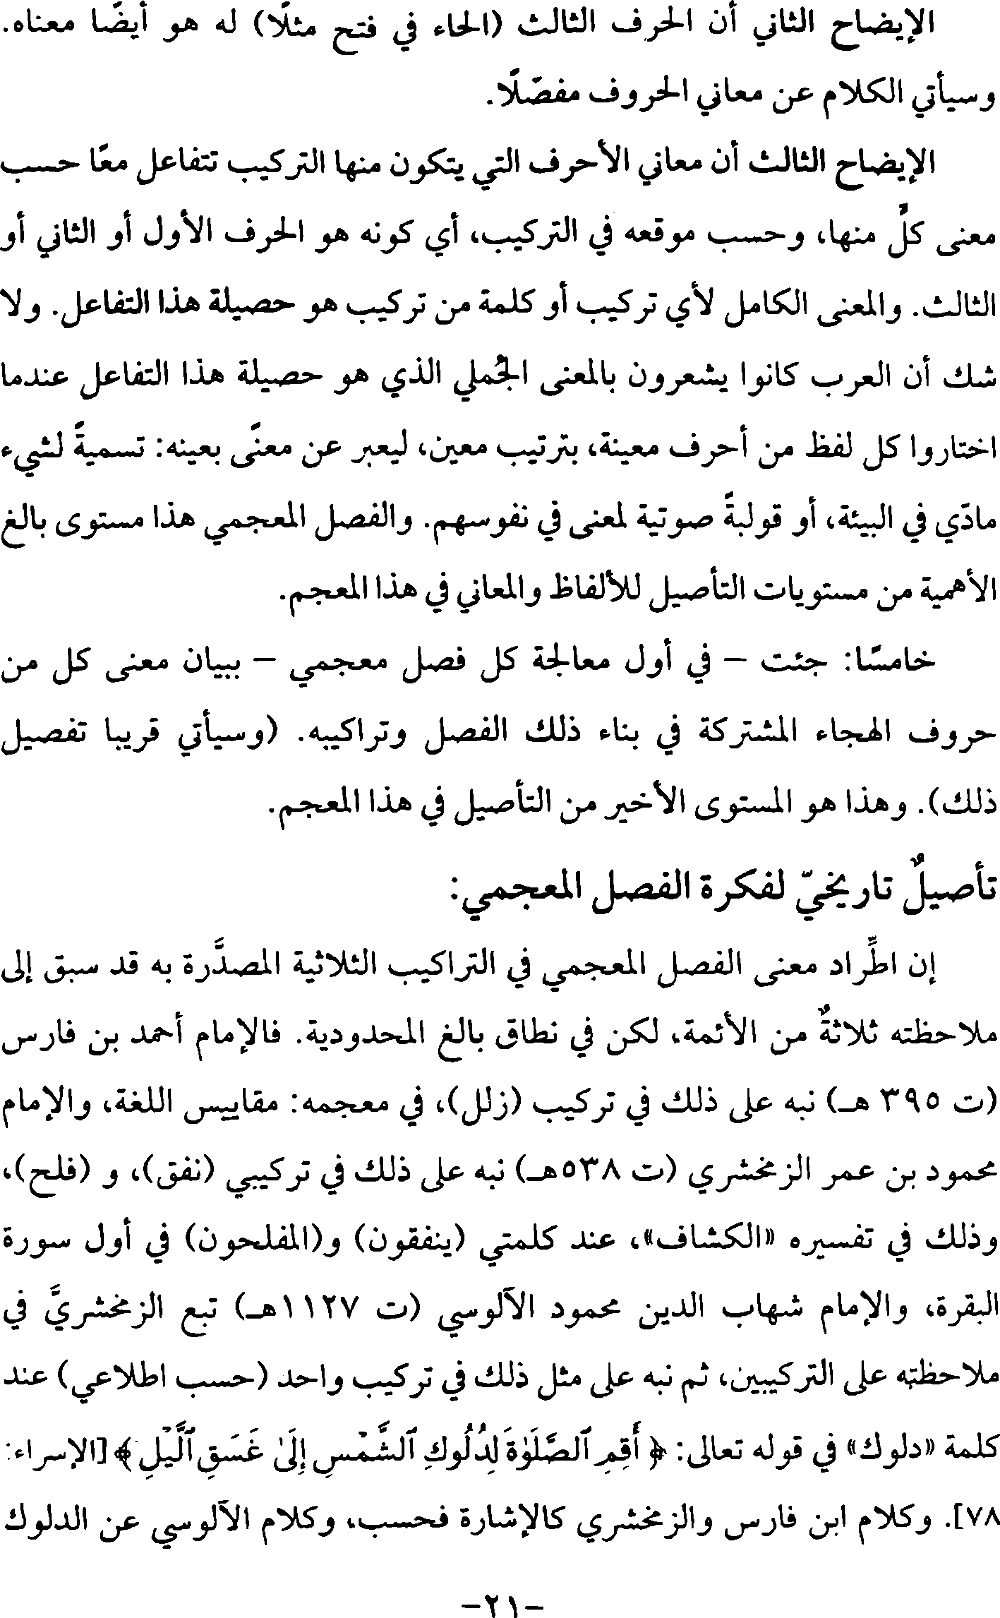 الإيضاح الثاني أن الحرف الثالث (الحاء في فتح مثلًا) له هو أيضًا معناه.
وسيأتي الكلام عن معاني الحروف مفصّلًا.
الإيضاح الثالث أن معاني الأحرف التي يتكون منها التركيب تتفاعل معًا حسب
معنى كلٍّ منها، وحسب موقعه في التركيب، أي كونه هو الحرف الأول أو الثاني أو
الثالث. والمعنى الكامل لأي تركيب أو كلمة من تركيب هو حصيلة هذا التفاعل. ولا
شك أن العرب كانوا يشعرون بالمعنى الجُملي الذي هو حصيلة هذا التفاعل عندما
اختاروا كل لفظ من أحرف معينة، بترتيب معين، ليعبر عن معنًى بعينه: تسميةً لشيء
مادّي في البيئة، أو قولبةً صوتية لمعنى في نفوسهم. والفصل المعجمي هذا مستوى بالغ
الأهمية من مستويات التأصيل للألفاظ والمعاني في هذا المعجم.
خامسًا: جئت – في أول معالجة كل فصل معجمي – ببيان معنى كل من
حروف الهجاء المشتركة في بناء ذلك الفصل وتراكيبه. (وسيأتي قريبا تفصيل
ذلك). وهذا هو المستوى الأخير من التأصيل في هذا المعجم.
تأصيلٌ تاريخيّ لفكرة الفصل المعجمي:
إن اطِّراد معنى الفصل المعجمي في التراكيب الثلاثية المصدَّرة به قد سبق إلى
ملاحظته ثلاثةٌ من الأئمة، لكن في نطاق بالغ المحدودية. فالإمام أحمد بن فارس
(ت ٣٩٥ هـ) نبه على ذلك في تركيب (زلل)، في معجمه: مقاييس اللغة، والإمام
محمود بن عمر الزمخشري (ت ٥٣٨هـ) نبه على ذلك في تركيبي (نفق)، و (فلح)،
وذلك في تفسيره «الكشاف»، عند كلمتي (ينفقون) و(المفلحون) في أول سورة
البقرة، والإمام شهاب الدين محمود الآلوسي (ت ١١٢٧هـ) تبع الزمخشريَّ في
ملاحظته على التركيبين، ثم نبه على مثل ذلك في تركيب واحد (حسب اطلاعي) عند
كلمة «دلوك» في قوله تعالى: ﴿أَقِمِ ٱلصَّلَوٰةَ لِدُلُوكِ ٱلشَّمْسِ إِلَىٰ غَسَقِ ٱلَّيْلِ﴾ [الإسراء:
٧٨]. وكلام ابن فارس والزمخشري كالإشارة فحسب، وكلام الآلوسي عن الدلوك
-٢١-